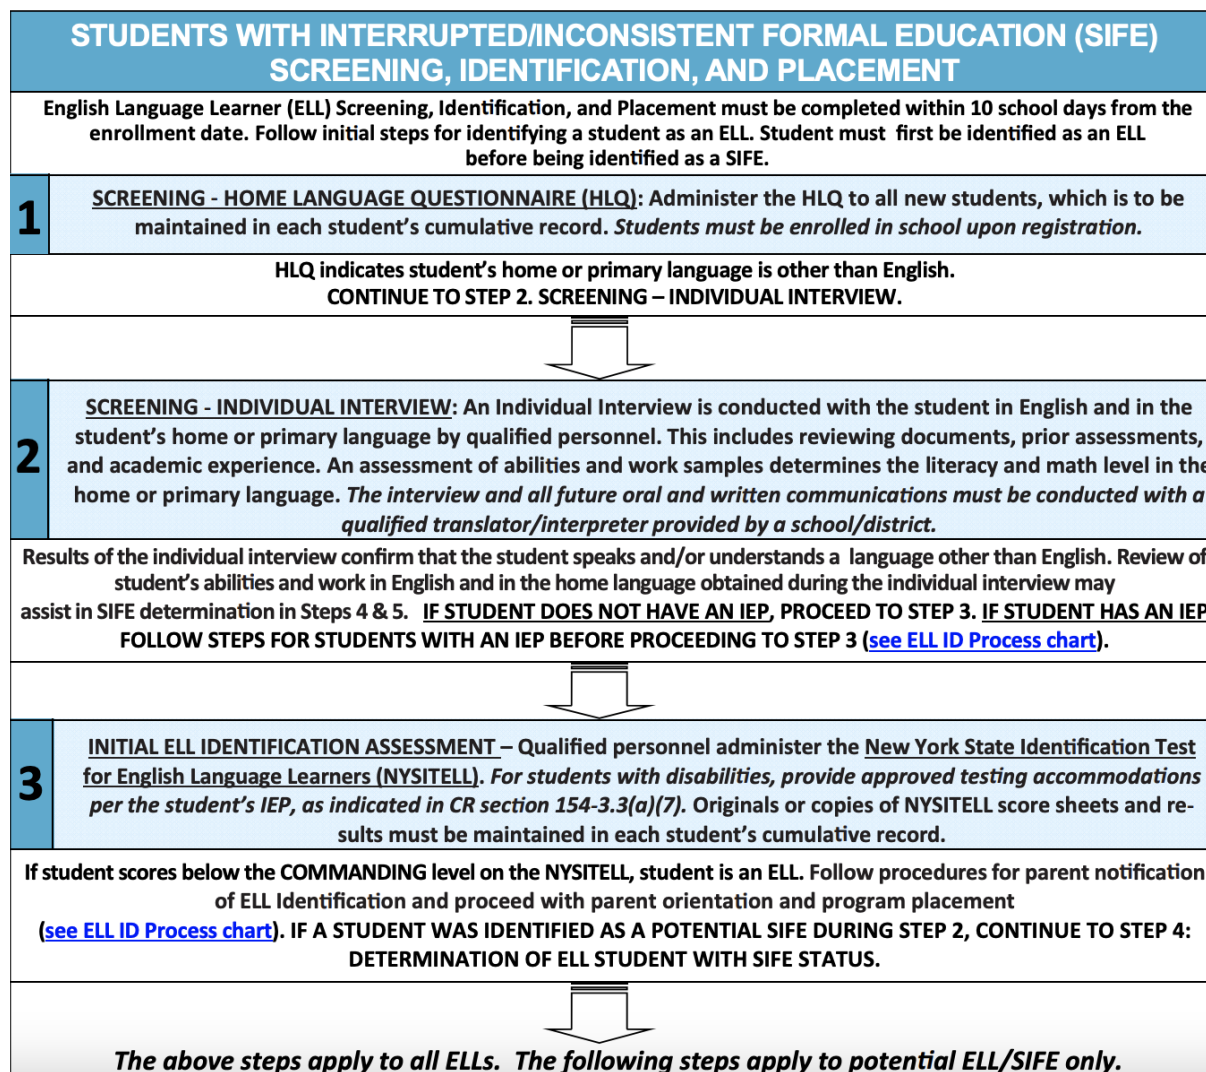 STUDENTS WITH INTERRUPTED/INCONSISTENT FORMAL EDUCATION (SIFE)
SCREENING, IDENTIFICATION, AND PLACEMENT
English Language Learner (ELL) Screening, Identification, and Placement must be completed within 10 school days from the
enrollment date. Follow initial steps for identifying a student as an ELL. Student must first be identified as an ELL
before being identified as a SIFE.
1
SCREENING - HOME LANGUAGE QUESTIONNAIRE (HLQ): Administer the HLQ to all new students, which is to be
maintained in each student's cumulative record. Students must be enrolled in school upon registration.
HLQ indicates student's home or primary language is other than English.
CONTINUE TO STEP 2. SCREENING – INDIVIDUAL INTERVIEW.
2
SCREENING - INDIVIDUAL INTERVIEW: An Individual Interview is conducted with the student in English and in the
student's home or primary language by qualified personnel. This includes reviewing documents, prior assessments,
and academic experience. An assessment of abilities and work samples determines the literacy and math level in the
home or primary language. The interview and all future oral and written communications must be conducted with a
qualified translator/interpreter provided by a school/district.
Results of the individual interview confirm that the student speaks and/or understands a language other than English. Review of
student's abilities and work in English and in the home language obtained during the individual interview may
assist in SIFE determination in Steps 4 & 5. IF STUDENT DOES NOT HAVE AN IEP, PROCEED TO STEP 3. IF STUDENT HAS AN IEP
FOLLOW STEPS FOR STUDENTS WITH AN IEP BEFORE PROCEEDING TO STEP 3 (see ELL ID Process chart).
3
INITIAL ELL IDENTIFICATION ASSESSMENT – Qualified personnel administer the New York State Identification Test
for English Language Learners (NYSITELL). For students with disabilities, provide approved testing accommodations
per the student's IEP, as indicated in CR section 154-3.3(a)(7). Originals or copies of NYSITELL score sheets and re-
sults must be maintained in each student's cumulative record.
If student scores below the COMMANDING level on the NYSITELL, student is an ELL. Follow procedures for parent notification
of ELL Identification and proceed with parent orientation and program placement
(see ELL ID Process chart). IF A STUDENT WAS IDENTIFIED AS A POTENTIAL SIFE DURING STEP 2, CONTINUE TO STEP 4:
DETERMINATION OF ELL STUDENT WITH SIFE STATUS.
The above steps apply to all ELLs. The following steps apply to potential ELL/SIFE only.